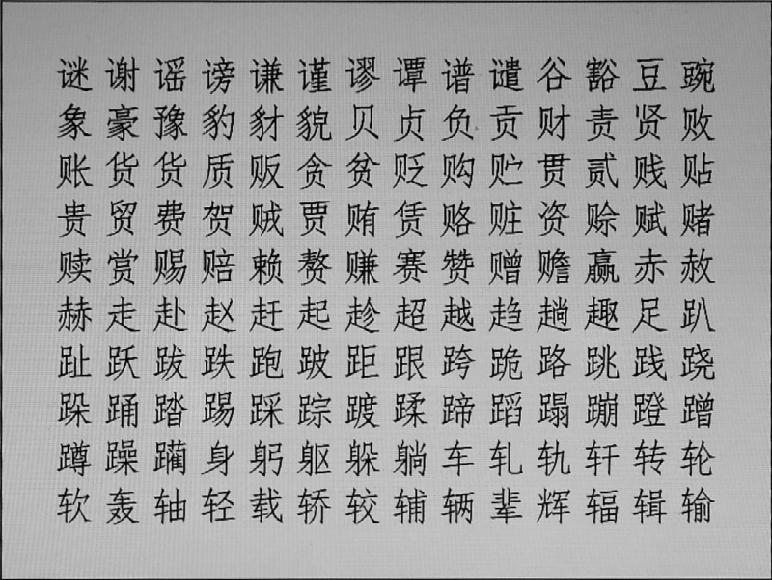 谜谢谣谤谦谨谬谭谱谴谷豁豆豌
象豪豫豹豺貌贝贞负贡财责贤败
账货货质贩贪贫贬购贮贯贰贱贴
贵贸费贺贼贾贿赁赂赃资赊赋赌
赎赏赐赔赖赘赚赛赞赠赡赢赤赦
赫走赴赵赶起趁超越趋趟趣足趴
趾跃跋跌跑跛距跟跨跪路跳践跷
跺踊踏踢踩踪踱蹂蹄蹈蹋蹦蹬蹭
蹲躁躏身躬躯躲躺车轧轨轩转轮
软轰轴轻载轿较辅辆辈辉辐辑输